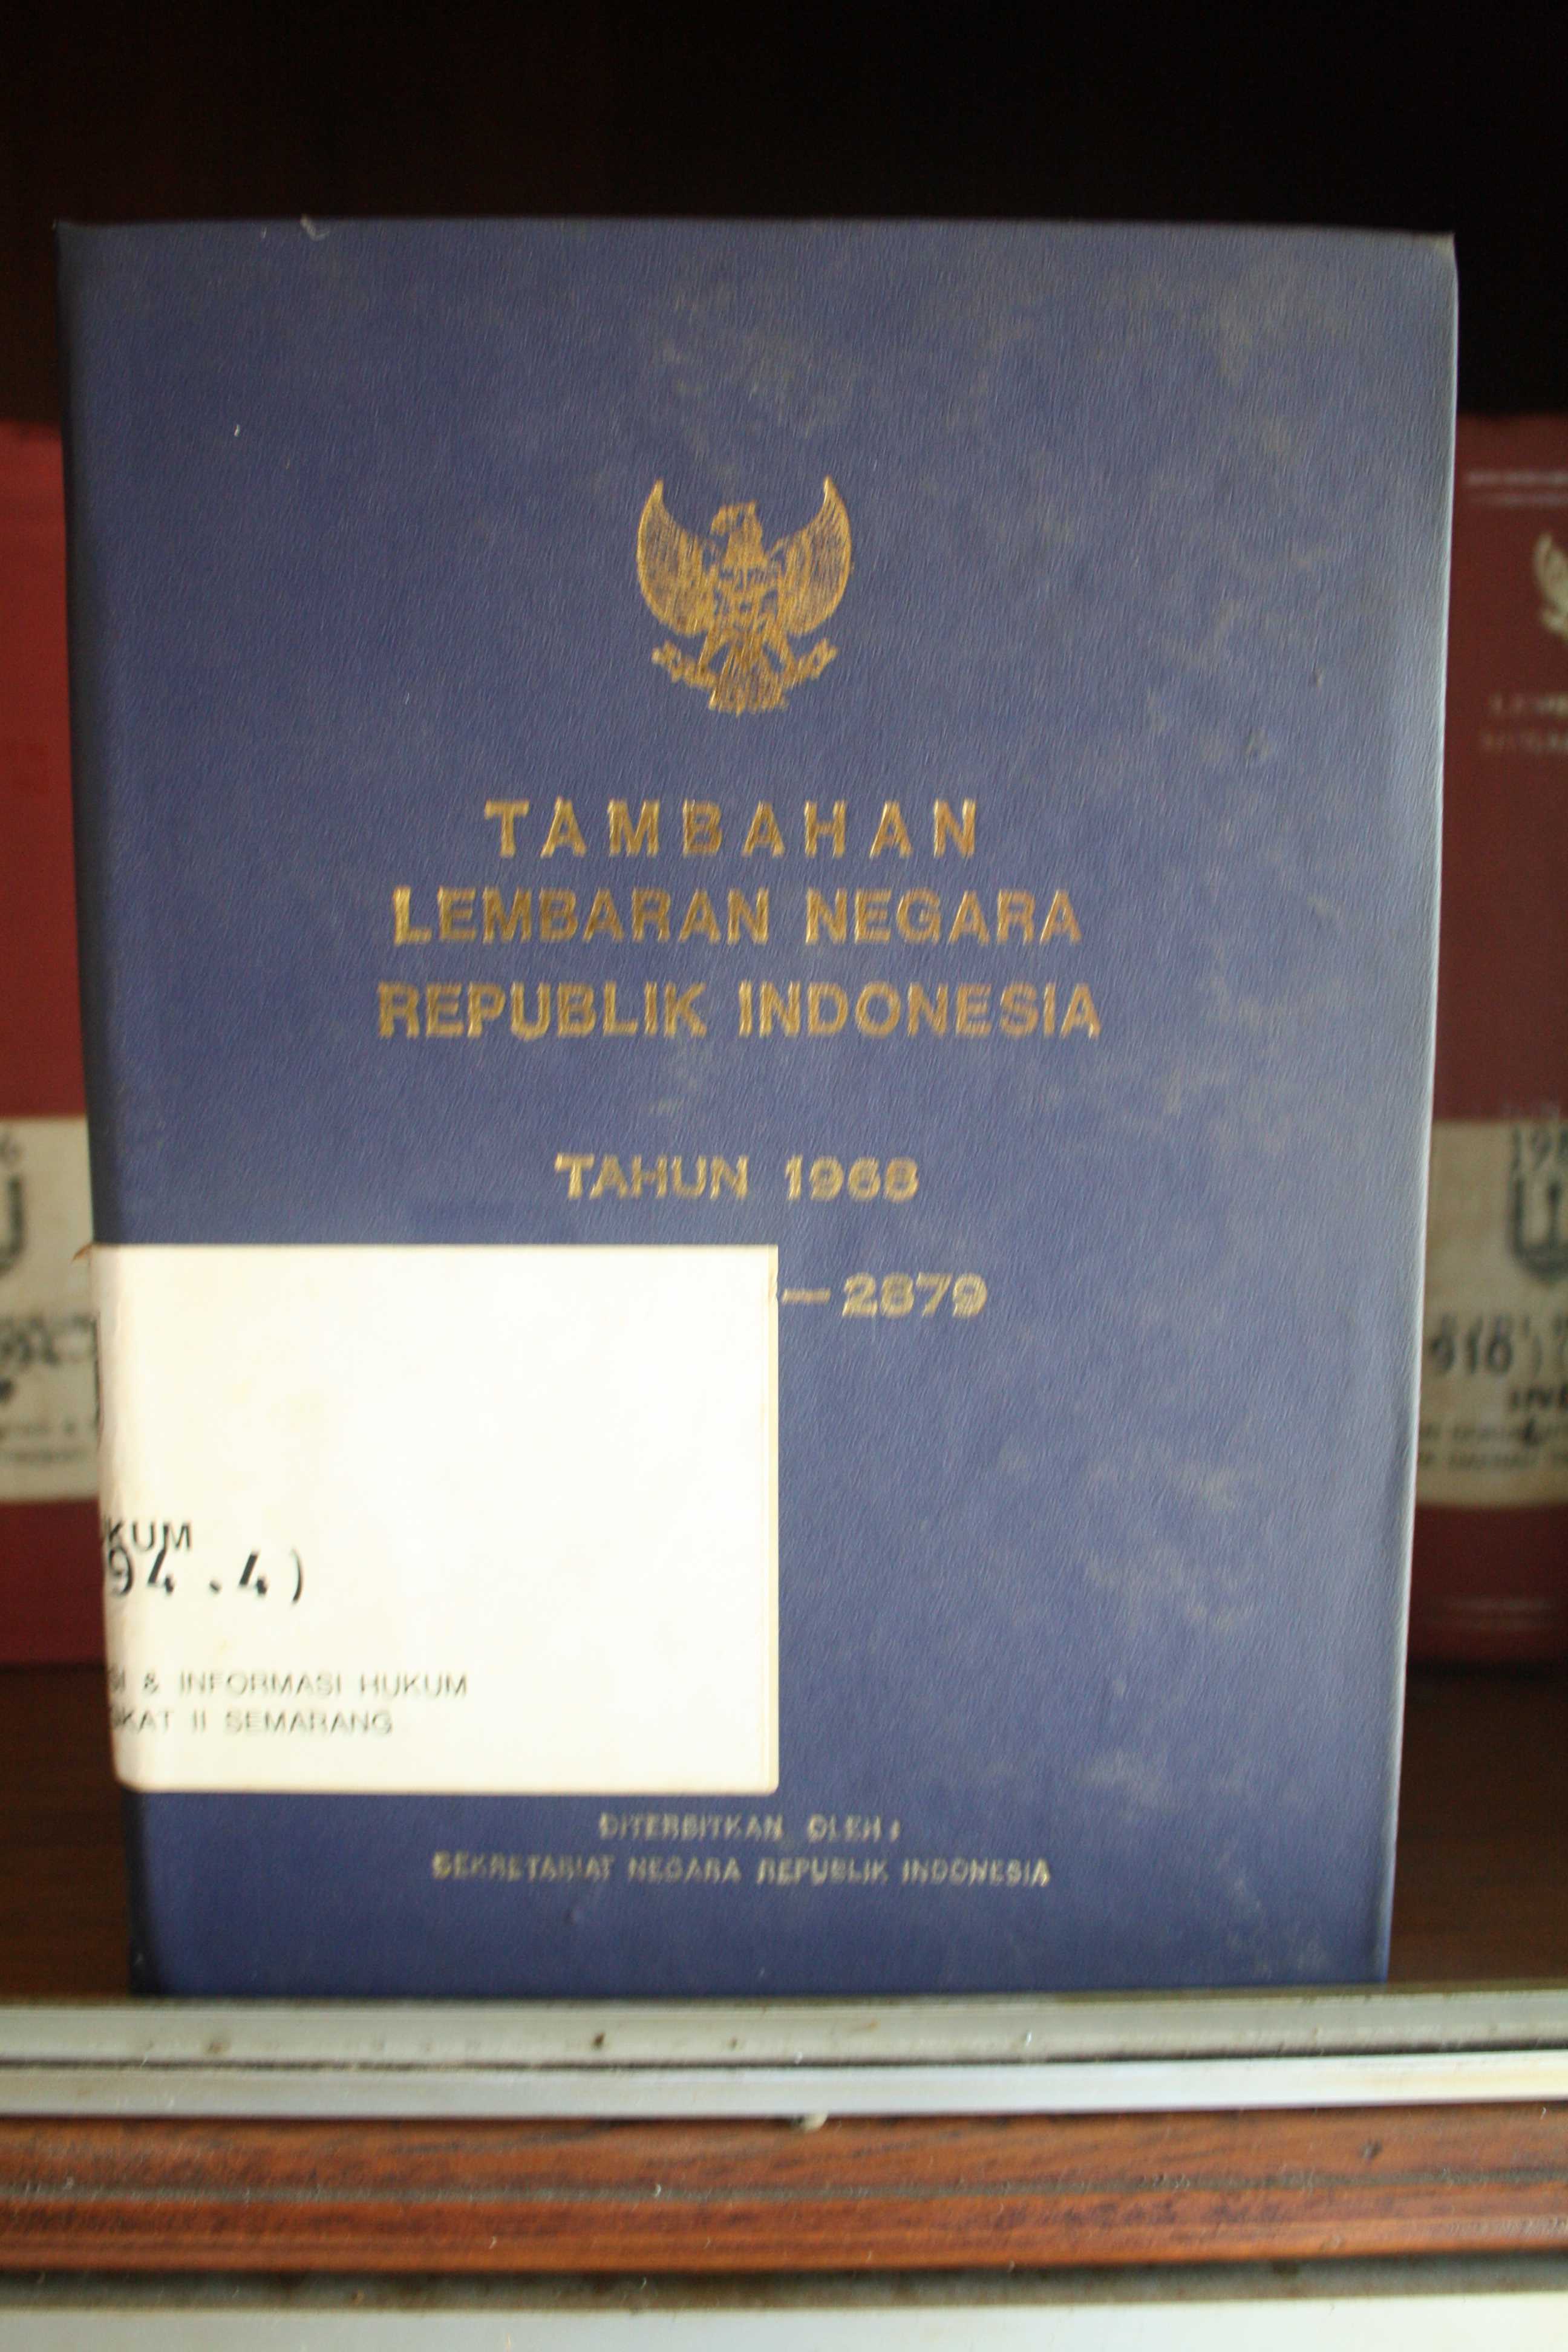 TAMBAHAN
LEMBARAN NEGARA
REPUBLIK INDONESIA
TAHUN 1968
— 2879
KUM
94.4)
& INFORMASI HUKUM
KAT II SEMARANG
DITERBITKAN OLEH :
SEKRETARIAT NEGARA REPUBLIK INDONESIA